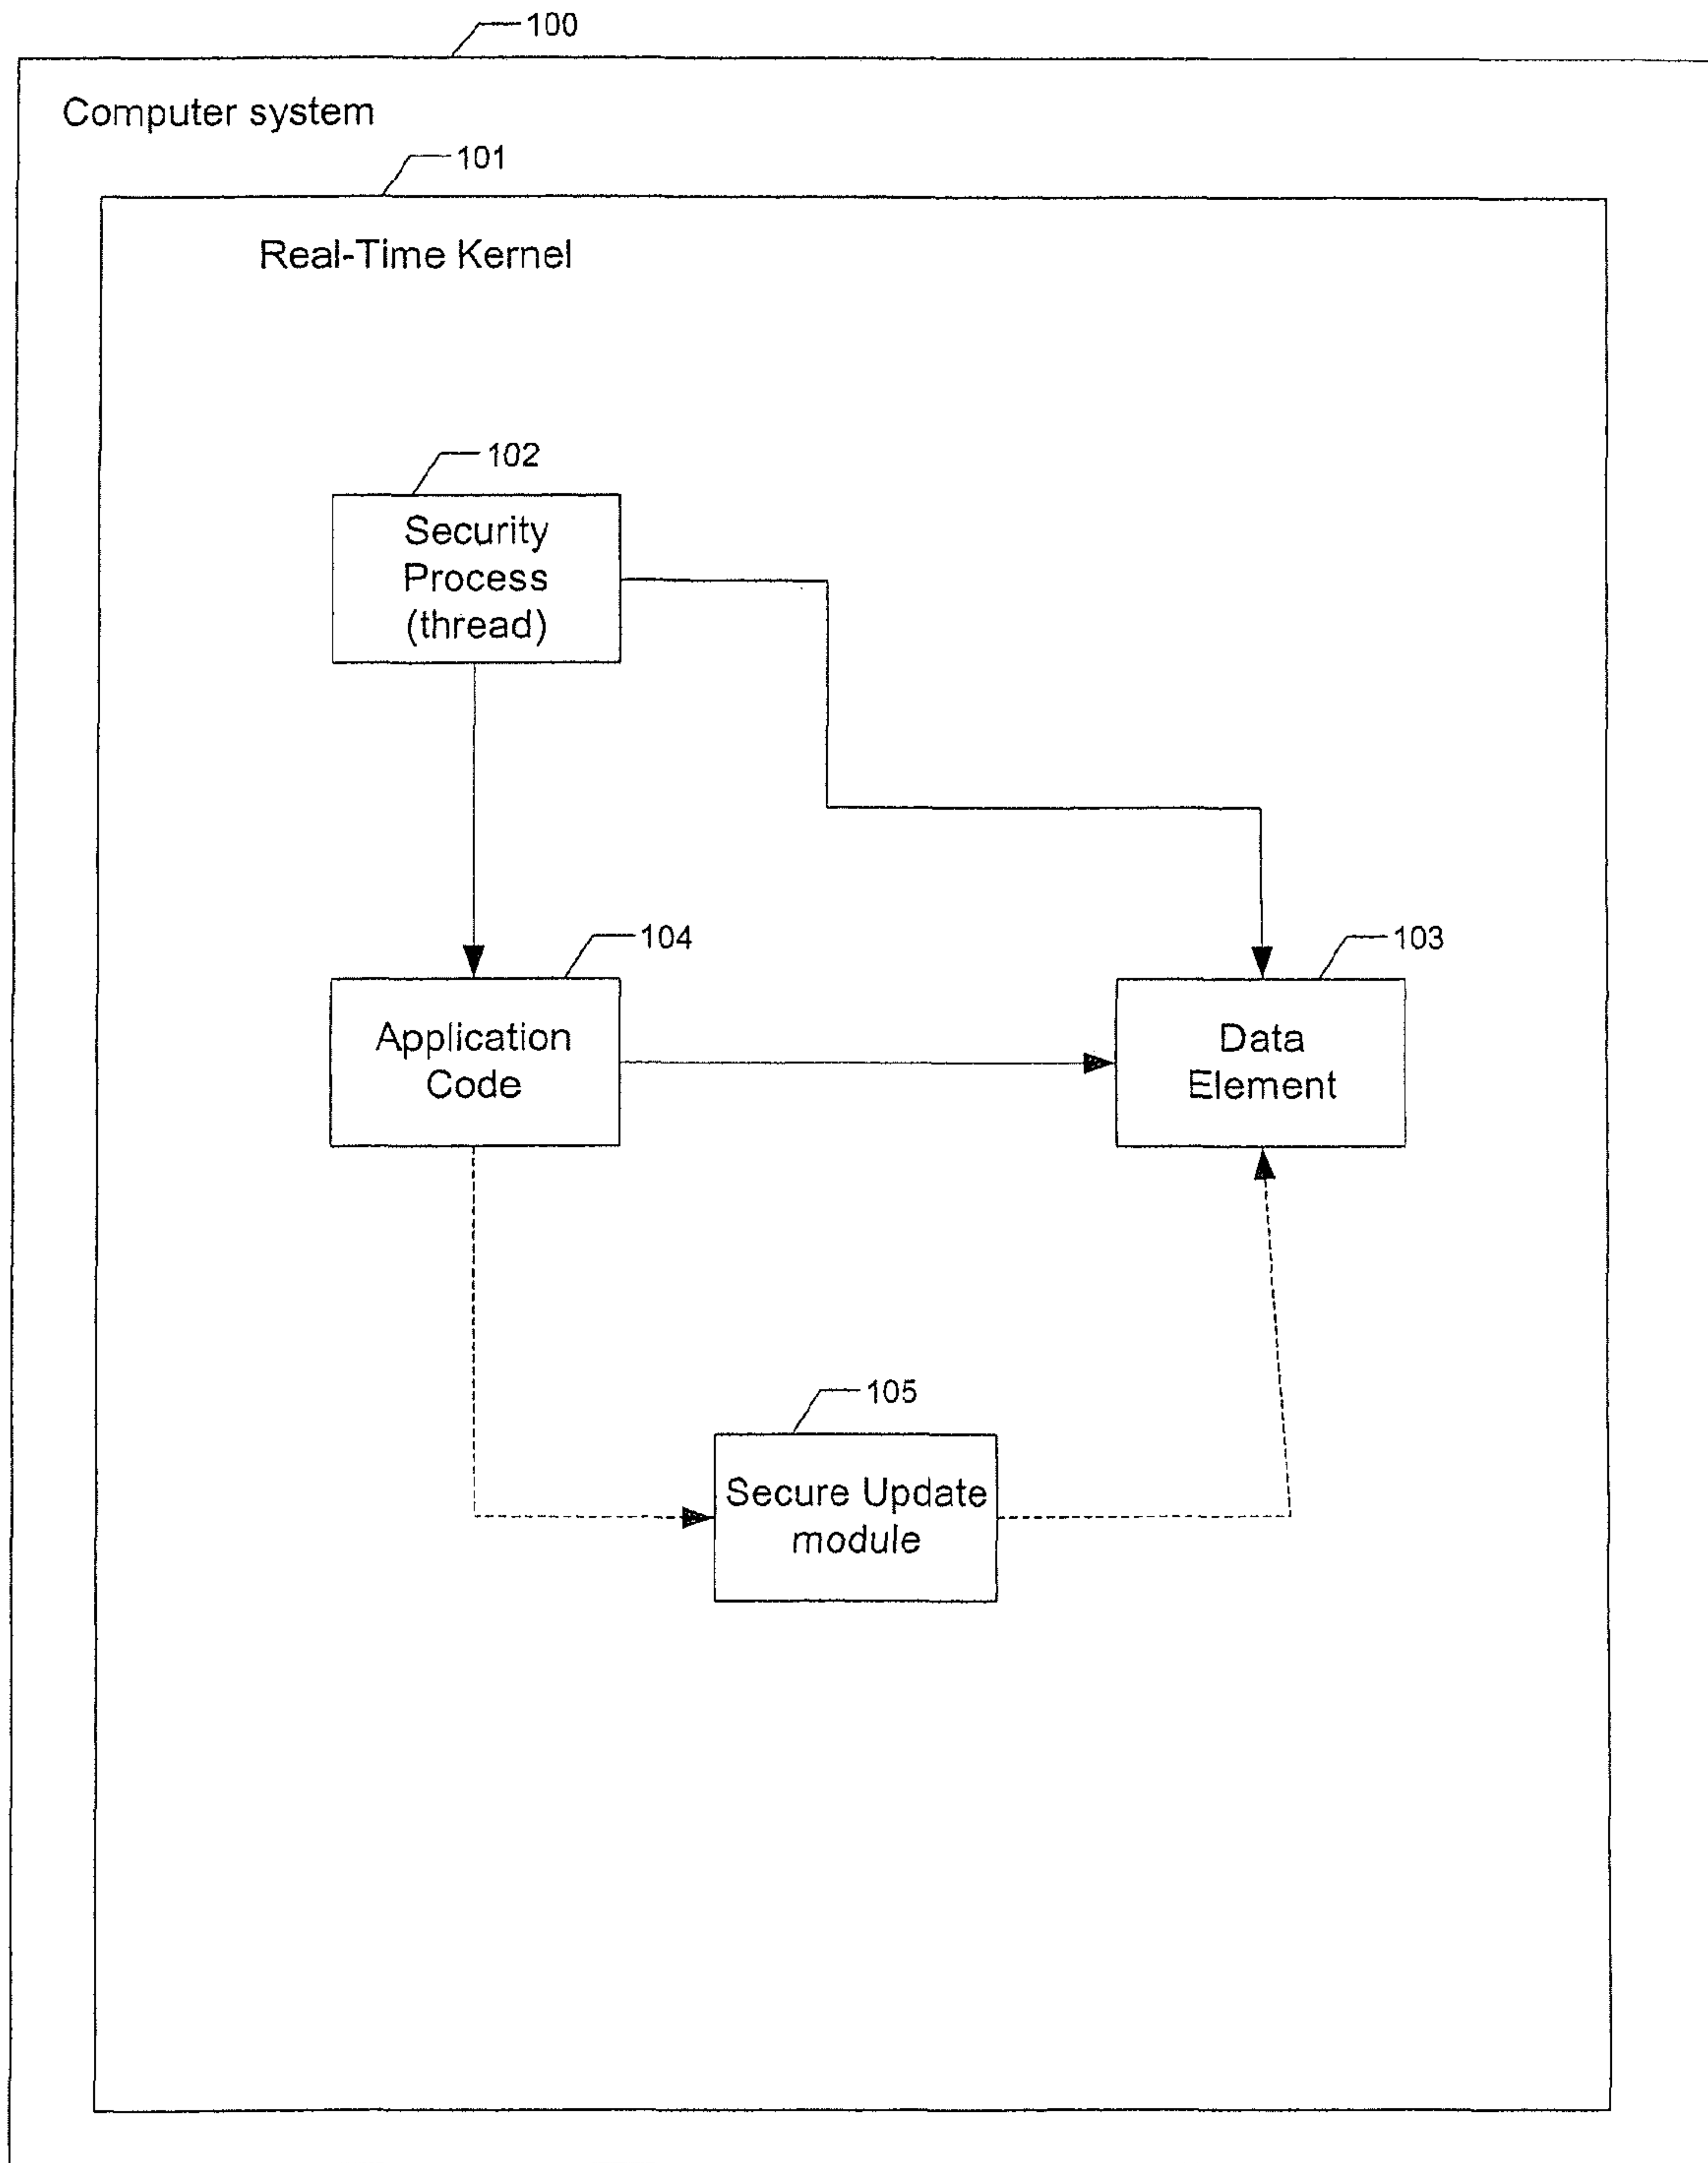 100
Computer system
101
Real-Time Kernel
102
Security
Process
(thread)
104
103
Application
Code
Data
Element
105
Secure Update
module